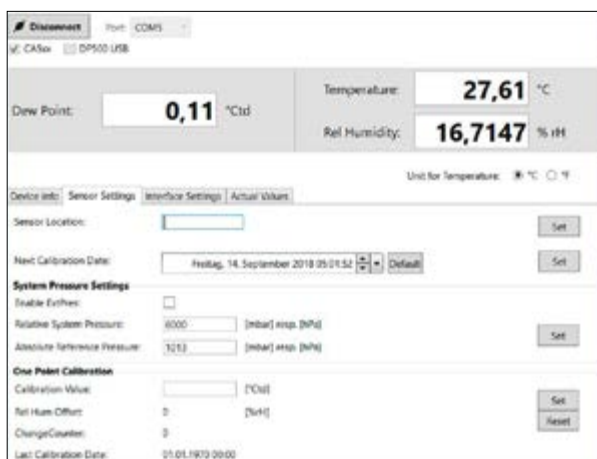 Disconnect Port: COM5
CASxx DP500 USB
Temperature: 27,61 °C
Dew Point: 0,11 °Ctd
Rel Humidity: 16,7147 % rH
Unit for Temperature: °C °F
Device Info Sensor Settings Interface Settings Actual Values
Sensor Location: Set
Next Calibration Date: Freitag, 14. September 2018 05:01:52 Default Set
System Pressure Settings
Enable ExtPres:
Relative System Pressure: 6000 [mbar] resp. [hPa]
Set
Absolute Reference Pressure: 1013 [mbar] resp. [hPa]
One Point Calibration
Calibration Value: [°Ctd]
Set
Rel Hum Offset: 0 [%rH]
Reset
ChangeCounter: 0
Last Calibration Date: 01.01.1970 00:00